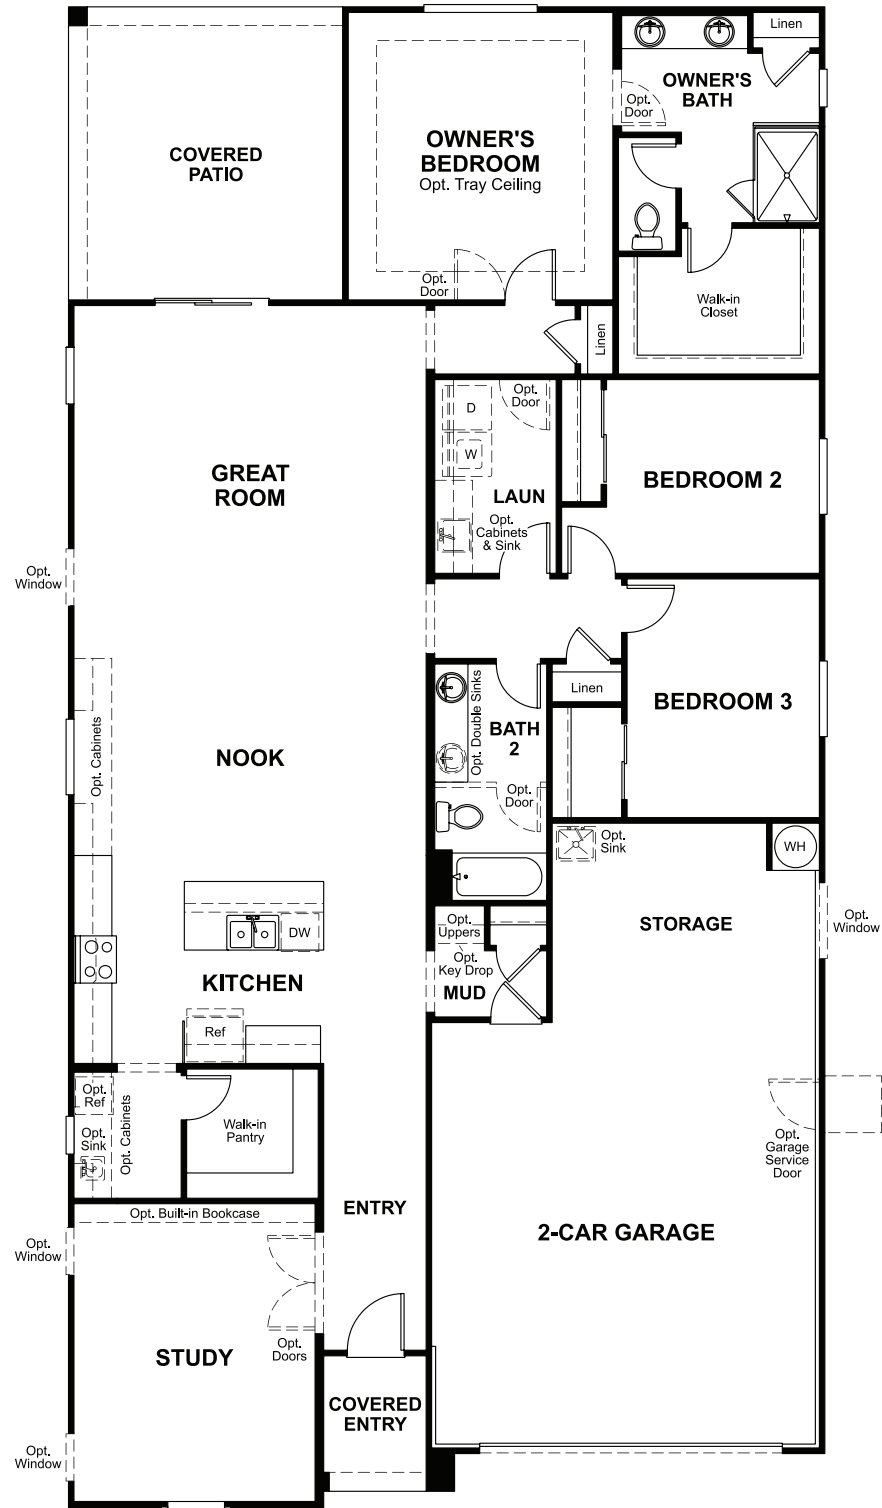 Linen
OWNER'S
BATH
Opt.
Door
COVERED
PATIO
OWNER'S
BEDROOM
Opt. Tray Ceiling
Opt.
Door
Walk-in
Closet
Linen
D
Opt.
Door
W
GREAT
ROOM
LAUN
Opt.
Cabinets
& Sink
BEDROOM 2
Opt.
Window
Linen
BEDROOM 3
Opt. Cabinets
NOOK
Opt. Double Sinks
BATH
2
Opt.
Door
Opt.
Sink
WH
STORAGE
Opt.
Window
DW
Opt.
Uppers
Opt.
Key Drop
MUD
KITCHEN
Ref
Opt.
Ref
Opt.
Sink
Opt. Cabinets
Walk-in
Pantry
Opt.
Garage
Service
Door
Opt. Built-in Bookcase
ENTRY
2-CAR GARAGE
Opt.
Window
Opt.
Doors
STUDY
COVERED
ENTRY
Opt.
Window